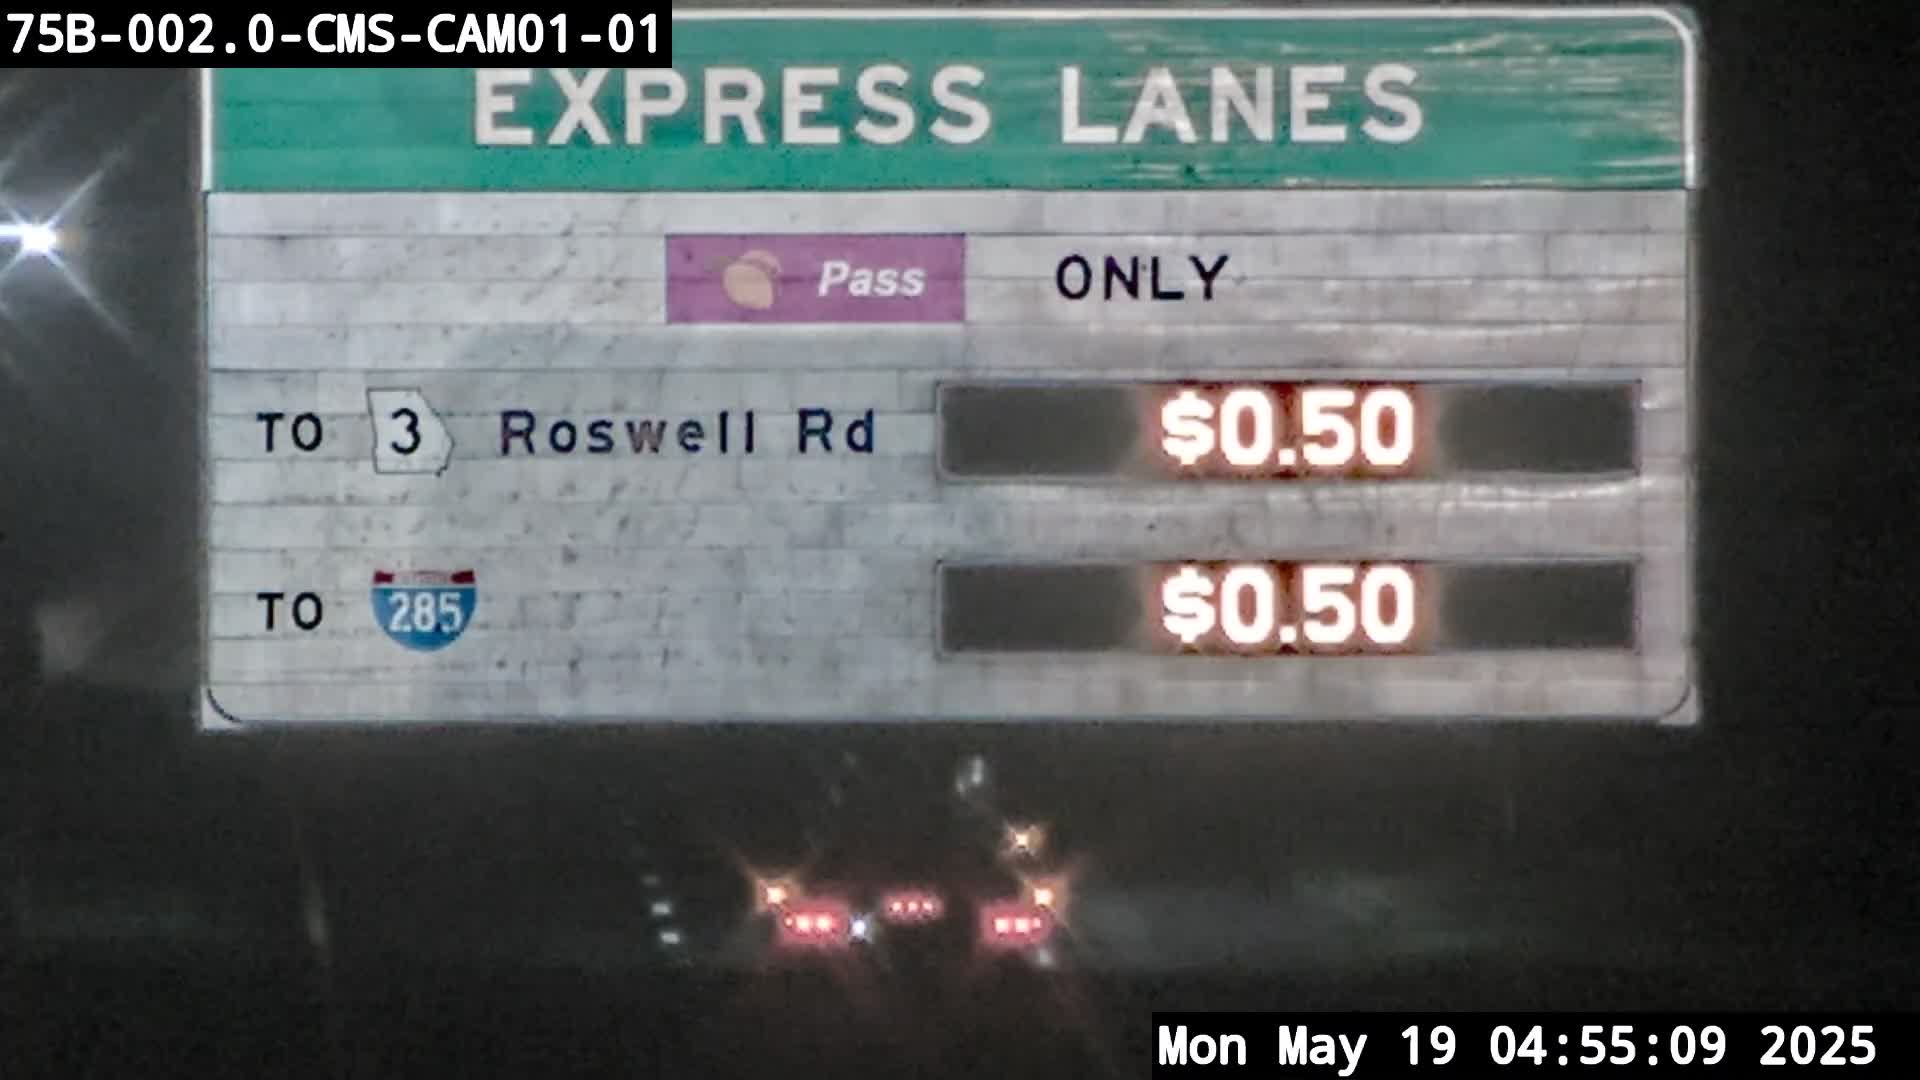 75B-002.0-CMS-CAM01-01
EXPRESS LANES
Pass ONLY
TO 3 Roswell Rd $0.50
TO 285 $0.50
Mon May 19 04:55:09 2025